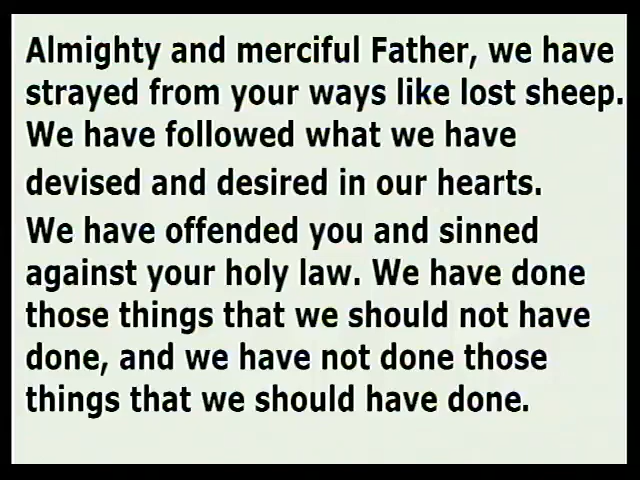 Almighty and merciful Father, we have
strayed from your ways like lost sheep.
We have followed what we have
devised and desired in our hearts.
We have offended you and sinned
against your holy law. We have done
those things that we should not have
done, and we have not done those
things that we should have done.